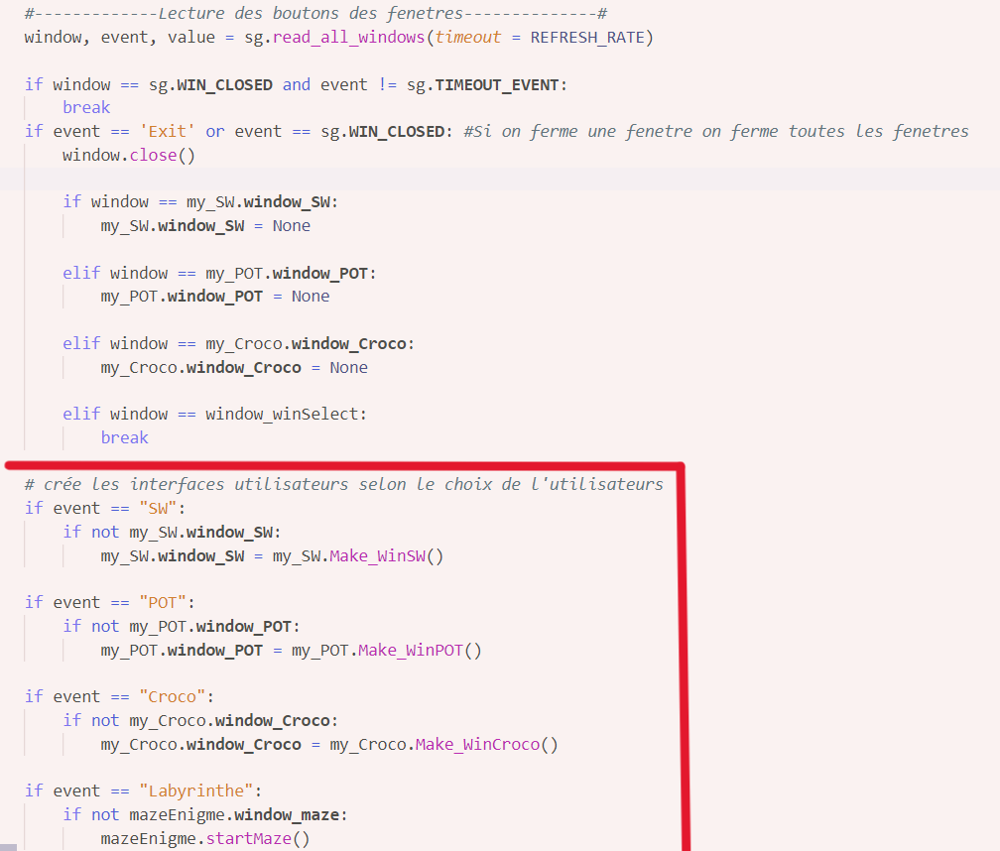 #-------------Lecture des boutons des fenetres--------------#
window, event, value = sg.read_all_windows(timeout = REFRESH_RATE)
if window == sg.WIN_CLOSED and event != sg.TIMEOUT_EVENT:
    break
if event == 'Exit' or event == sg.WIN_CLOSED: #Si on ferme une fenetre on ferme toutes les fenetres
    window.close()
    if window == my_SW.window_SW:
        my_SW.window_SW = None
    elif window == my_POT.window_POT:
        my_POT.window_POT = None
    elif window == my_Croco.window_Croco:
        my_Croco.window_Croco = None
    elif window == window_winSelect:
        break
# crée les interfaces utilisateurs selon le choix de l'utilisateurs
if event == "SW":
    if not my_SW.window_SW:
        my_SW.window_SW = my_SW.Make_WinSW()
if event == "POT":
    if not my_POT.window_POT:
        my_POT.window_POT = my_POT.Make_WinPOT()
if event == "Croco":
    if not my_Croco.window_Croco:
        my_Croco.window_Croco = my_Croco.Make_WinCroco()
if event == "Labyrinthe":
    if not mazeEnigme.window_maze:
        mazeEnigme.startMaze()